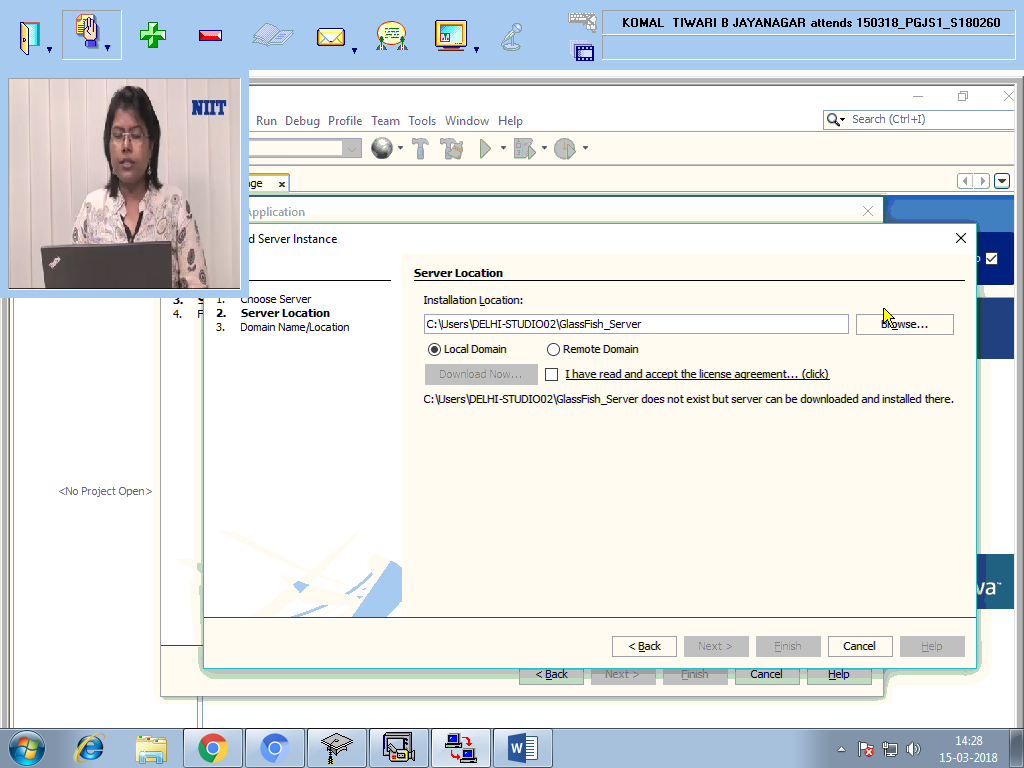 KOMAL TIWARI B JAYANAGAR attends 150318_PGJS1_S180260
NIIT
Run Debug Profile Team Tools Window Help
Search (Ctrl+I)
Application
Server Instance
1. Choose Server
2. Server Location
3. Domain Name/Location
3.
4. F
<No Project Open>
Server Location
Installation Location:
C:\Users\DELHI-STUDIO02\GlassFish_Server
Browse...
Local Domain
Remote Domain
Download Now...
I have read and accept the license agreement... (click)
C:\Users\DELHI-STUDIO02\GlassFish_Server does not exist but server can be downloaded and installed there.
< Back
Next >
Finish
Cancel
Help
< Back
Next >
Finish
Cancel
Help
14:28
15-03-2018